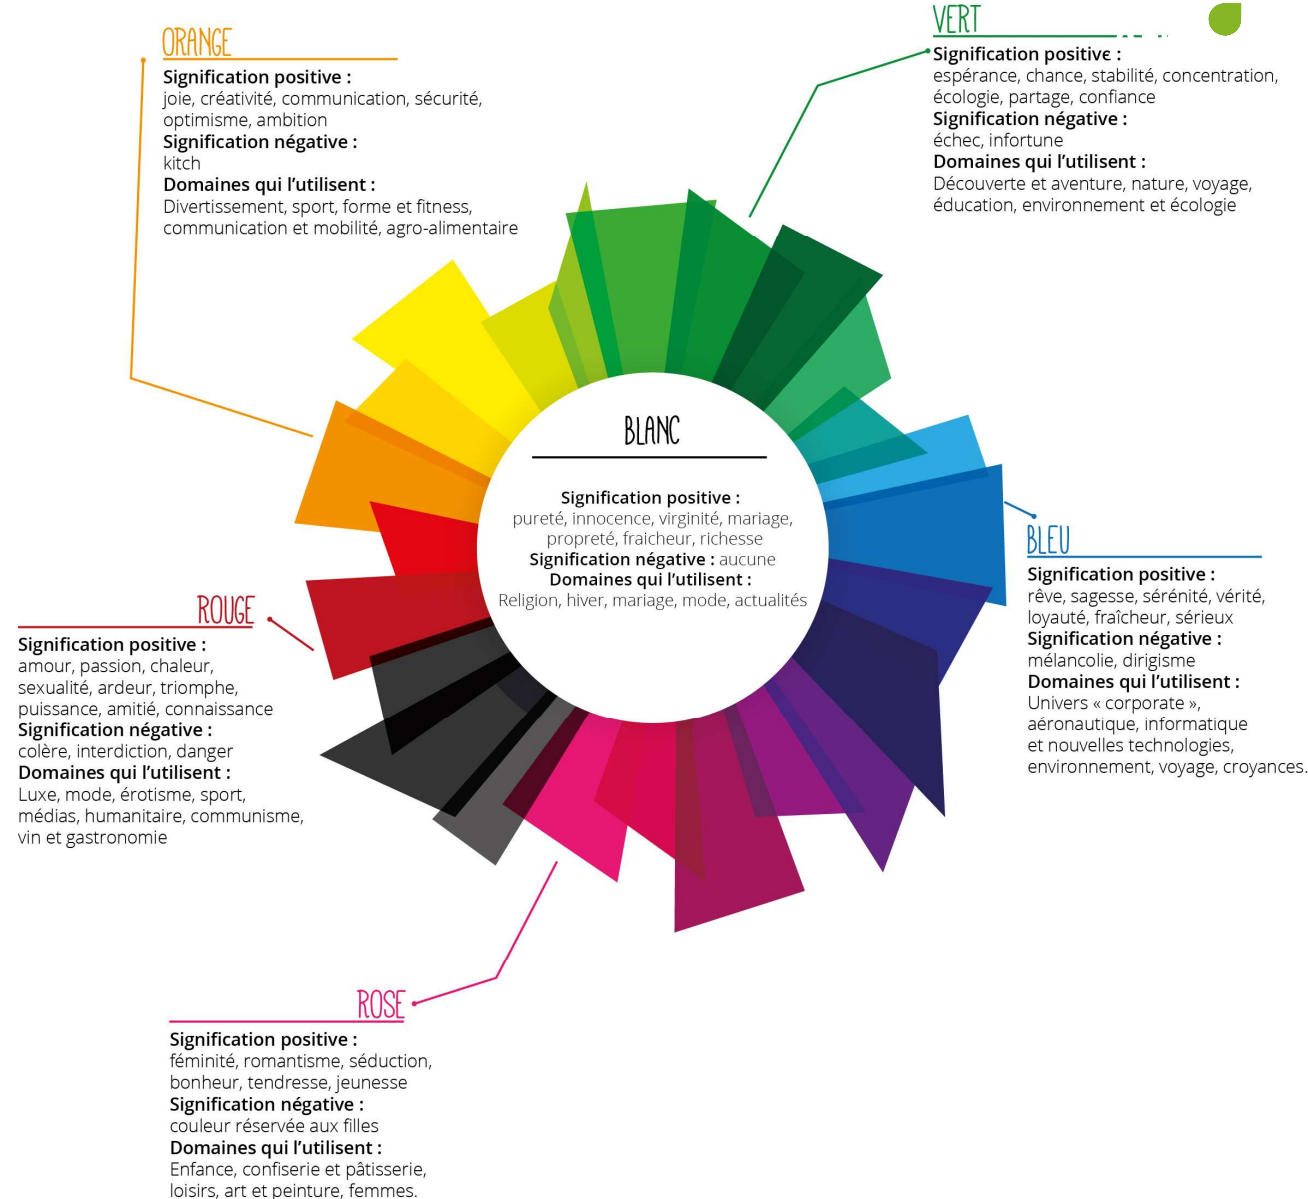 ORANGE
Signification positive :
joie, créativité, communication, sécurité,
optimisme, ambition
Signification négative :
kitch
Domaines qui l’utilisent :
Divertissement, sport, forme et fitness,
communication et mobilité, agro-alimentaire
VERT
Signification positive :
espérance, chance, stabilité, concentration,
écologie, partage, confiance
Signification négative :
échec, infortune
Domaines qui l’utilisent :
Découverte et aventure, nature, voyage,
éducation, environnement et écologie
BLANC
Signification positive :
pureté, innocence, virginité, mariage,
propreté, fraicheur, richesse
Signification négative : aucune
Domaines qui l’utilisent :
Religion, hiver, mariage, mode, actualités
BLEU
Signification positive :
rêve, sagesse, sérénité, vérité,
loyauté, fraîcheur, sérieux
Signification négative :
mélancolie, dirigisme
Domaines qui l’utilisent :
Univers « corporate »,
aéronautique, informatique
et nouvelles technologies,
environnement, voyage, croyances.
ROUGE
Signification positive :
amour, passion, chaleur,
sexualité, ardeur, triomphe,
puissance, amitié, connaissance
Signification négative :
colère, interdiction, danger
Domaines qui l’utilisent :
Luxe, mode, érotisme, sport,
médias, humanitaire, communisme,
vin et gastronomie
ROSE
Signification positive :
féminité, romantisme, séduction,
bonheur, tendresse, jeunesse
Signification négative :
couleur réservée aux filles
Domaines qui l’utilisent :
Enfance, confiserie et pâtisserie,
loisirs, art et peinture, femmes.